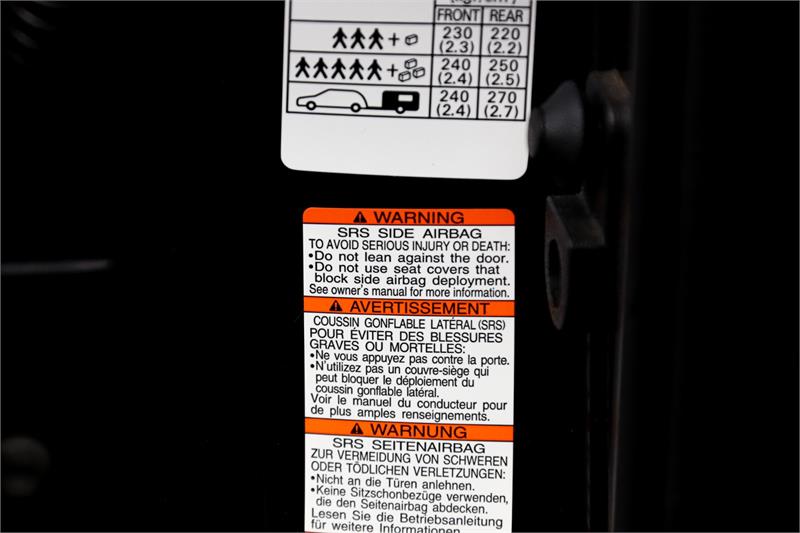 FRONT REAR
+ 230 220
(2.3) (2.2)
+ 240 250
(2.4) (2.5)
240 270
(2.4) (2.7)
WARNING
SRS SIDE AIRBAG
TO AVOID SERIOUS INJURY OR DEATH:
•Do not lean against the door.
•Do not use seat covers that
block side airbag deployment.
See owner's manual for more information.
AVERTISSEMENT
COUSSIN GONFLABLE LATÉRAL (SRS)
POUR ÉVITER DES BLESSURES
GRAVES OU MORTELLES:
•Ne vous appuyez pas contre la porte.
•N'utilizez pas un couvre-siège qui
peut bloquer le déploiement du
coussin gonflable latéral.
Voir le manuel du conducteur pour
de plus amples renseignements.
WARNUNG
SRS SEITENAIRBAG
ZUR VERMEIDUNG VON SCHWEREN
ODER TÖDLICHEN VERLETZUNGEN:
•Nicht an die Türen anlehnen.
•Keine Sitzschonbezüge verwenden,
die den Seitenairbag abdecken.
Lesen Sie die Betriebsanleitung
für weitere Informationen.